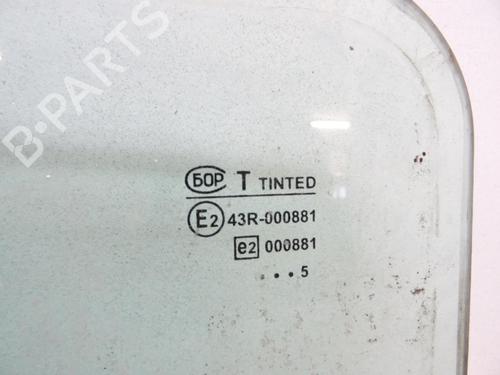 B-PARTS
БОР T TINTED
E2 43R-000881
e2 000881
...5